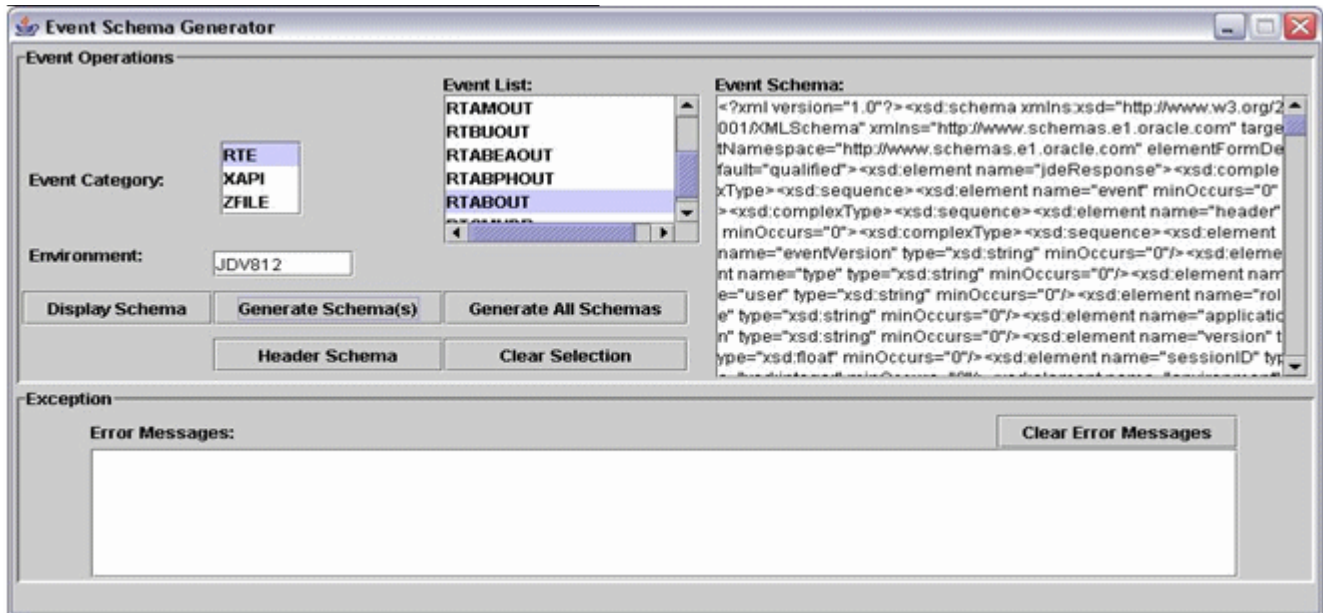 Event Schema Generator
Event Operations
Event List:
RTAMOUT
RTBUOUT
RTABEAOUT
RTABPHOUT
RTABOUT
Event Schema:
<?xml version="1.0"?><xsd:schema xmlns:xsd="http://www.w3.org/2
001/XMLSchema" xmlns="http://www.schemas.e1.oracle.com" targe
tNamespace="http://www.schemas.e1.oracle.com" elementFormDe
fault="qualified"><xsd:element name="jdeResponse"><xsd:comple
xType><xsd:sequence><xsd:element name="event" minOccurs="0"
><xsd:complexType><xsd:sequence><xsd:element name="header"
minOccurs="0"><xsd:complexType><xsd:sequence><xsd:element
name="eventVersion" type="xsd:string" minOccurs="0"/><xsd:eleme
nt name="type" type="xsd:string" minOccurs="0"/><xsd:element nam
e="user" type="xsd:string" minOccurs="0"/><xsd:element name="rol
e" type="xsd:string" minOccurs="0"/><xsd:element name="applicatio
n" type="xsd:string" minOccurs="0"/><xsd:element name="version" t
ype="xsd:float" minOccurs="0"/><xsd:element name="sessionID" typ
Event Category:
RTE
XAPI
ZFILE
Environment:
JDV812
Display Schema
Generate Schema(s)
Generate All Schemas
Header Schema
Clear Selection
Exception
Error Messages:
Clear Error Messages